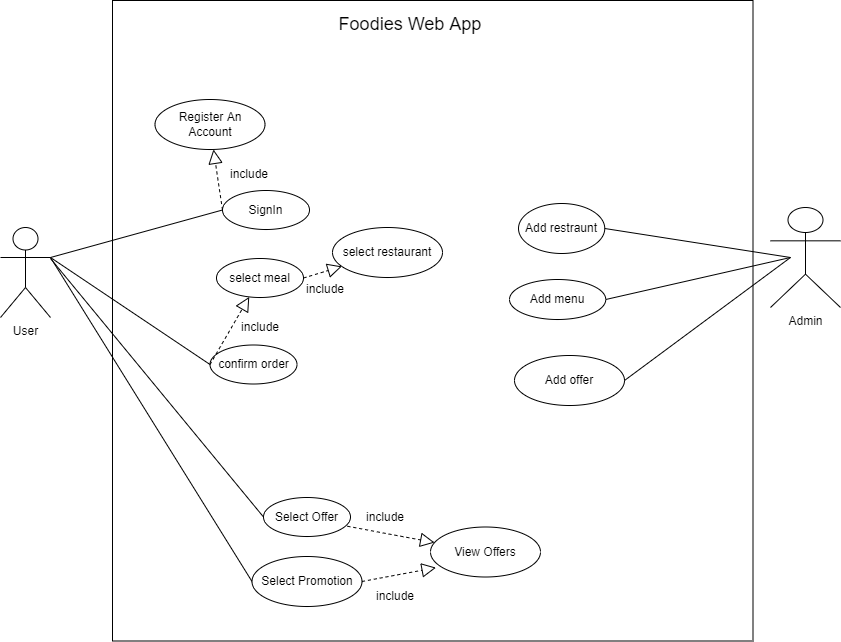 Foodies Web App
Register An
Account
include
SignIn
Add restraunt
select restaurant
select meal
include
Add menu
User
Admin
include
confirm order
Add offer
Select Offer
include
View Offers
Select Promotion
include